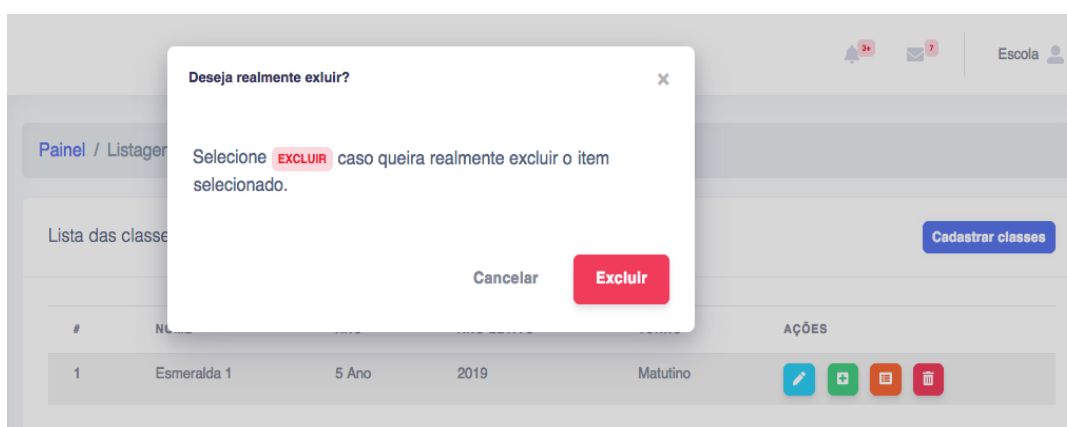 3+
7
Escola
Deseja realmente exluir?
×
Painel / Listagem
Selecione EXCLUIR caso queira realmente excluir o item
selecionado.
Lista das classe
Cadastrar classes
Cancelar
Excluir
#
AÇÕES
1 Esmeralda 1 5 Ano 2019 Matutino